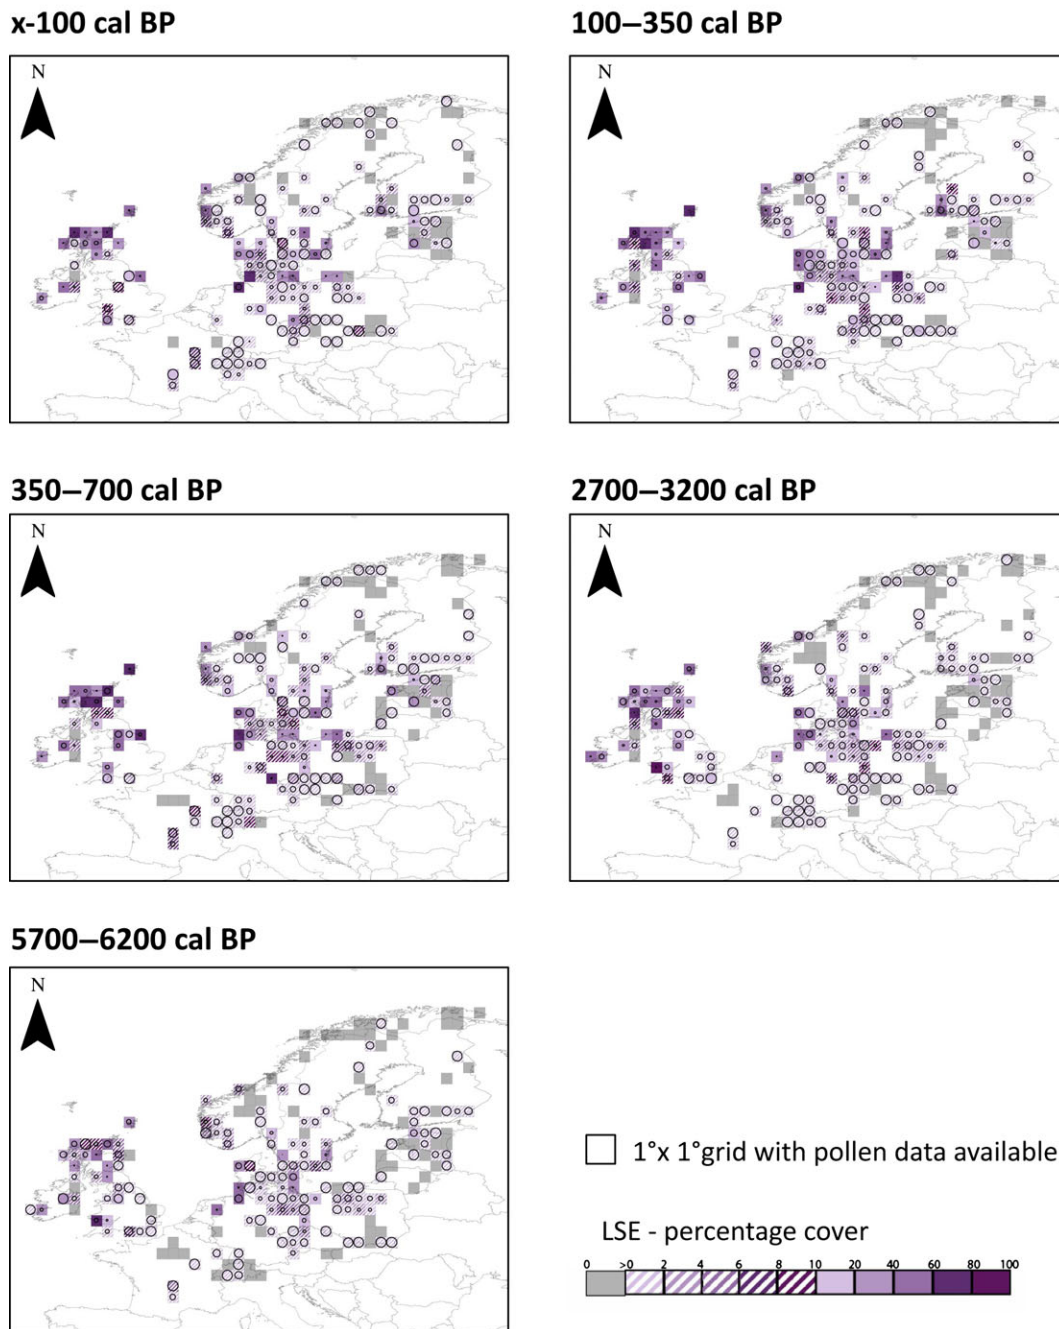 x-100 cal BP
100–350 cal BP
N
N
350–700 cal BP
2700–3200 cal BP
N
N
5700–6200 cal BP
N
1°x 1°grid with pollen data available
LSE - percentage cover
0 >0 2 4 6 8 10 20 40 60 80 100